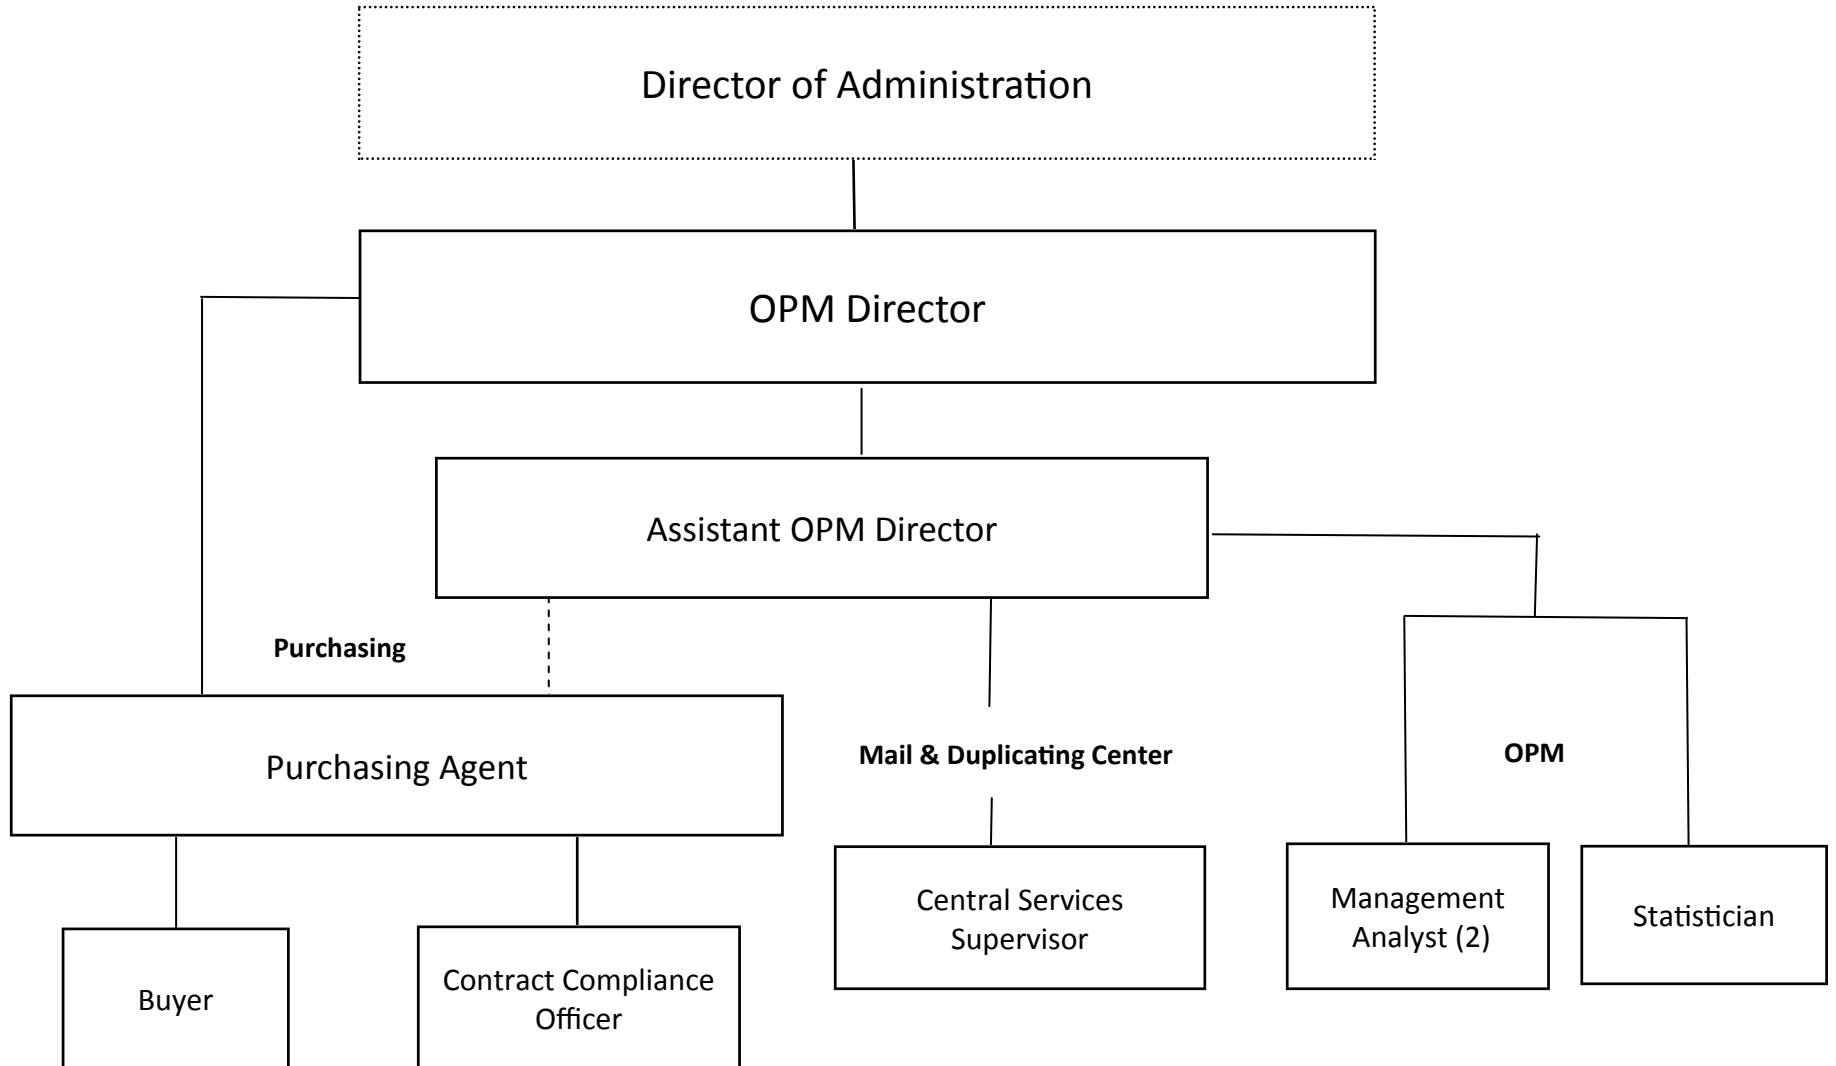 Director of Administration
OPM Director
Assistant OPM Director
Purchasing
Purchasing Agent
Mail & Duplicating Center
OPM
Buyer
Contract Compliance
Officer
Central Services
Supervisor
Management
Analyst (2)
Statistician